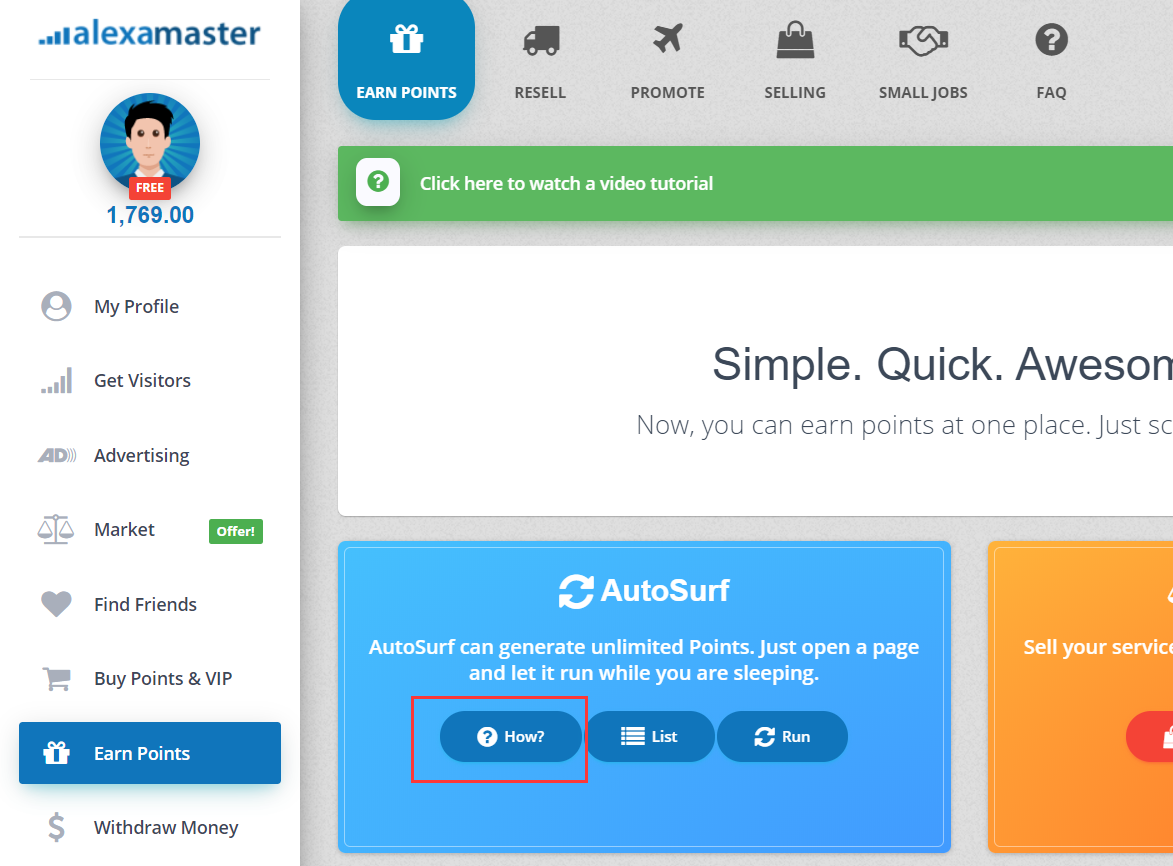 alexamaster
FREE
1,769.00
My Profile
Get Visitors
AD
Advertising
Market
Offer!
Find Friends
Buy Points & VIP
Earn Points
$
Withdraw Money
EARN POINTS
RESELL
PROMOTE
SELLING
SMALL JOBS
?
FAQ
?
Click here to watch a video tutorial
Simple. Quick. Awesom
Now, you can earn points at one place. Just sc
AutoSurf
AutoSurf can generate unlimited Points. Just open a page
and let it run while you are sleeping.
? How?
List
Run
Sell your service